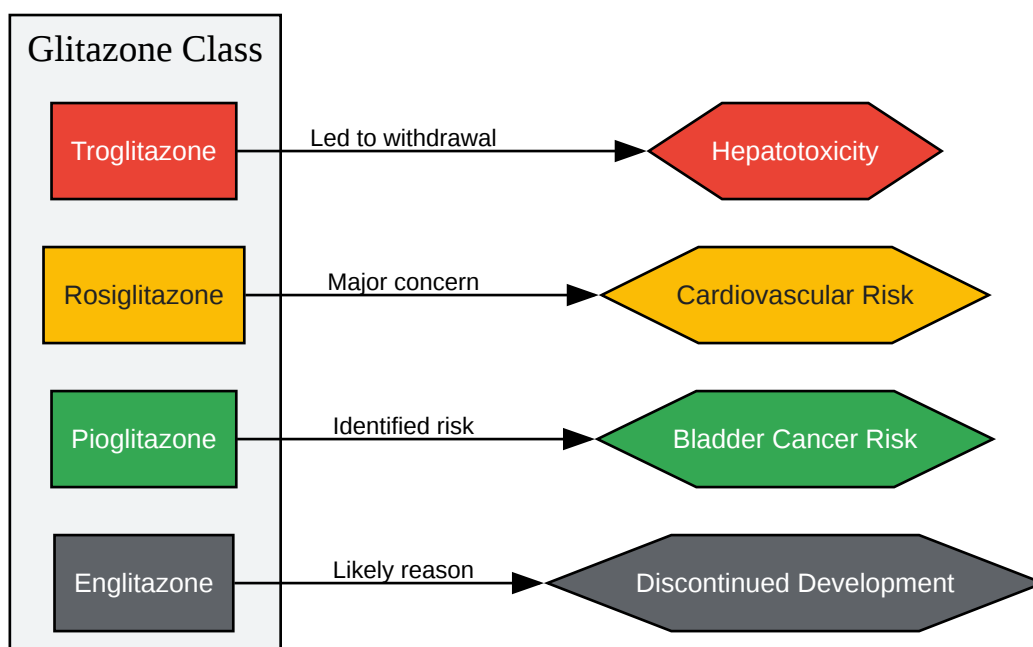 Glitazone Class
Troglitazone
Led to withdrawal
Hepatotoxicity
Rosiglitazone
Major concern
Cardiovascular Risk
Pioglitazone
Identified risk
Bladder Cancer Risk
Englitazone
Likely reason
Discontinued Development